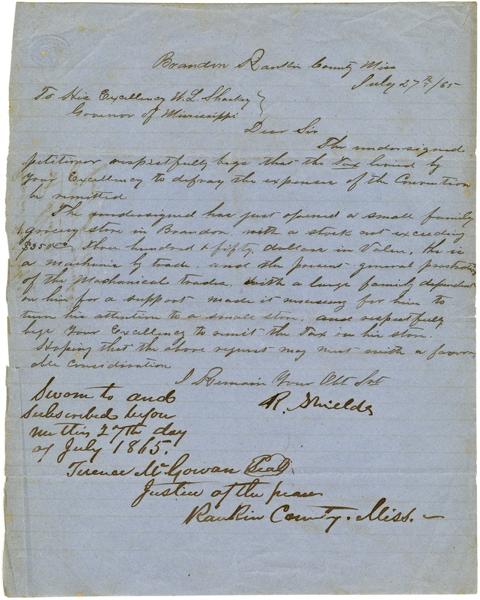 Brandon Rankin County Miss
July 27th/65
To His Excellency W. L. Sharkey
Govenor of Mississippi
Dear Sir
The undersigned
petitioner respectfully begs that the Tax levied by
your Excellency to defray the expenses of the Convention
be remitted
The undersigned has just opened a small family
grocery store in Brandon with a stock not exceeding
$350.00 three hundred & fifty dollars in Value, he is
a mechanic by trade and the present general prostration
of the Mechanical trades with a large family dependent
on him for a support made it necessary for him to
turn his attention to a small store and respectfully
begs Your Excellency to remit the Tax in his store.
Hoping that the above request may meet with a favor
able consideration
I Remain Your Obt Svt
R. Shields
Sworn to and
subscribed before
me this 27th day
of July 1865.
Terence McGowan Seal
Justice of the peace
Rankin County. Miss.